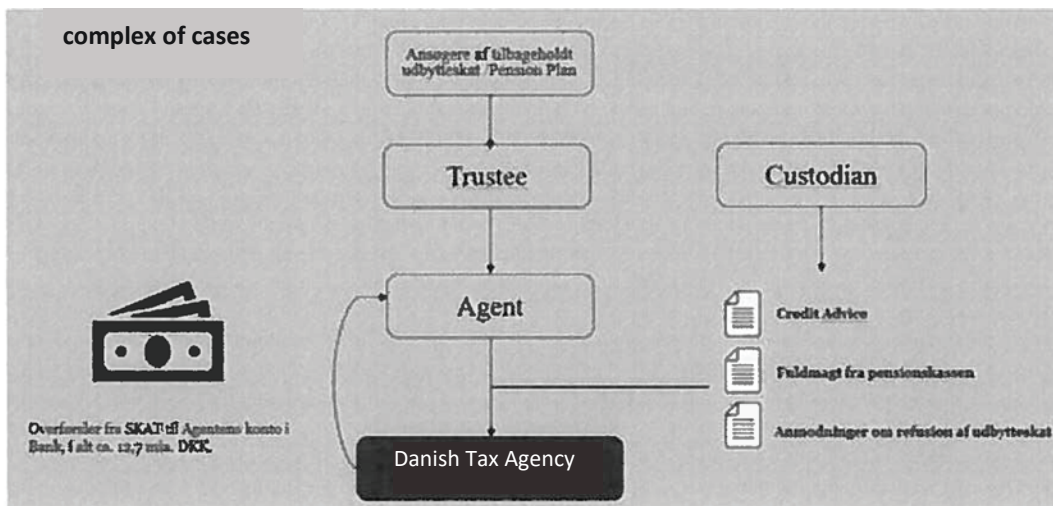 complex of cases
Ansøgere af tilbageholdt
udbytteskat /Pension Plan
Trustee
Custodian
Agent
Credit Advice
Fuldmagt fra pensionskassen
Anmodninger om refusion af udbytteskat
Overførsler fra SKAT til Agentens konto i
Bank, I alt ca. 12,7 mia. DKK.
Danish Tax Agency